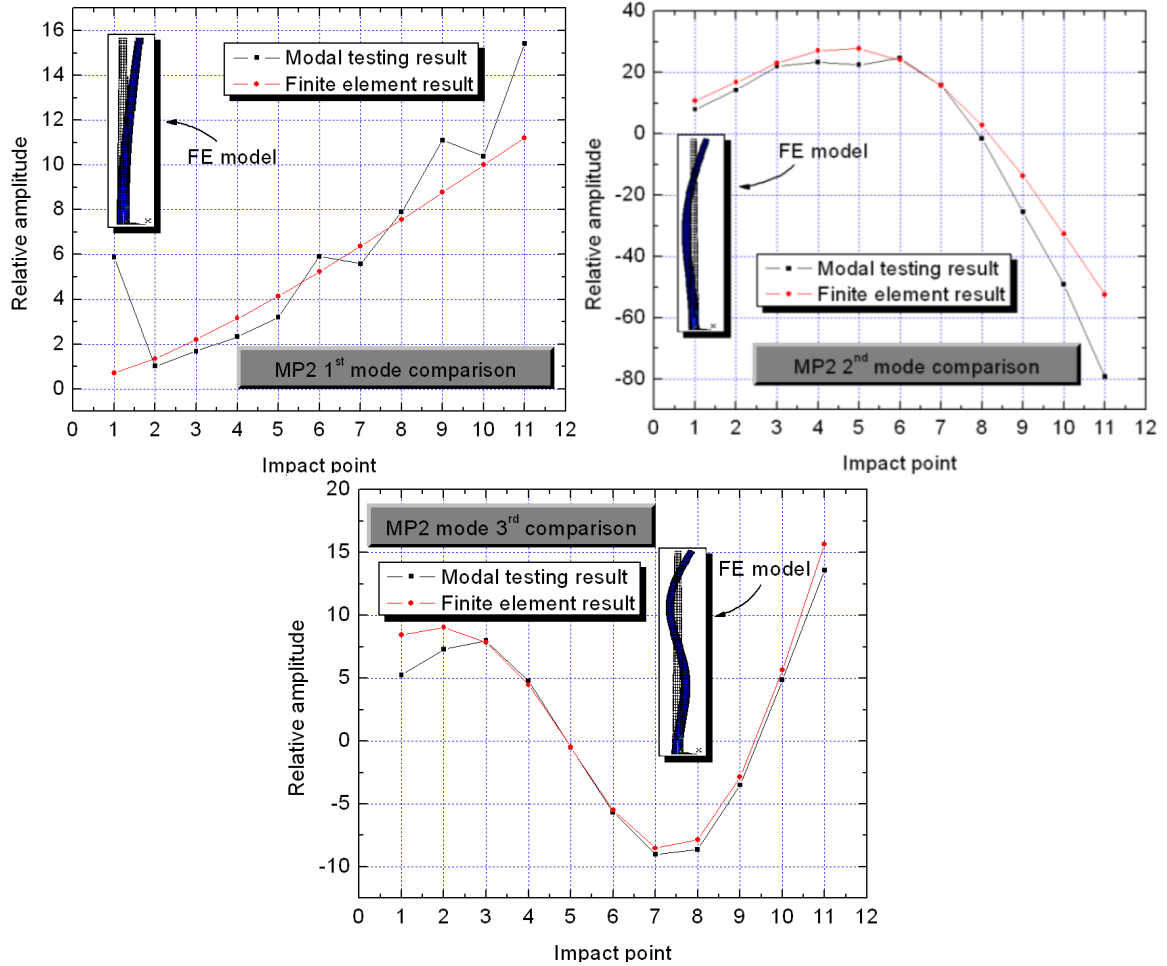 16
14
12
10
8
6
4
2
0
Relative amplitude
Modal testing result
Finite element result
FE model
x
MP2 1st mode comparison
0 1 2 3 4 5 6 7 8 9 10 11 12
Impact point
40
20
0
-20
-40
-60
-80
Relative amplitude
FE model
Modal testing result
Finite element result
x
MP2 2nd mode comparison
0 1 2 3 4 5 6 7 8 9 10 11 12
Impact point
20
15
10
5
0
-5
-10
Relative amplitude
MP2 mode 3rd comparison
Modal testing result
Finite element result
FE model
x
0 1 2 3 4 5 6 7 8 9 10 11 12
Impact point